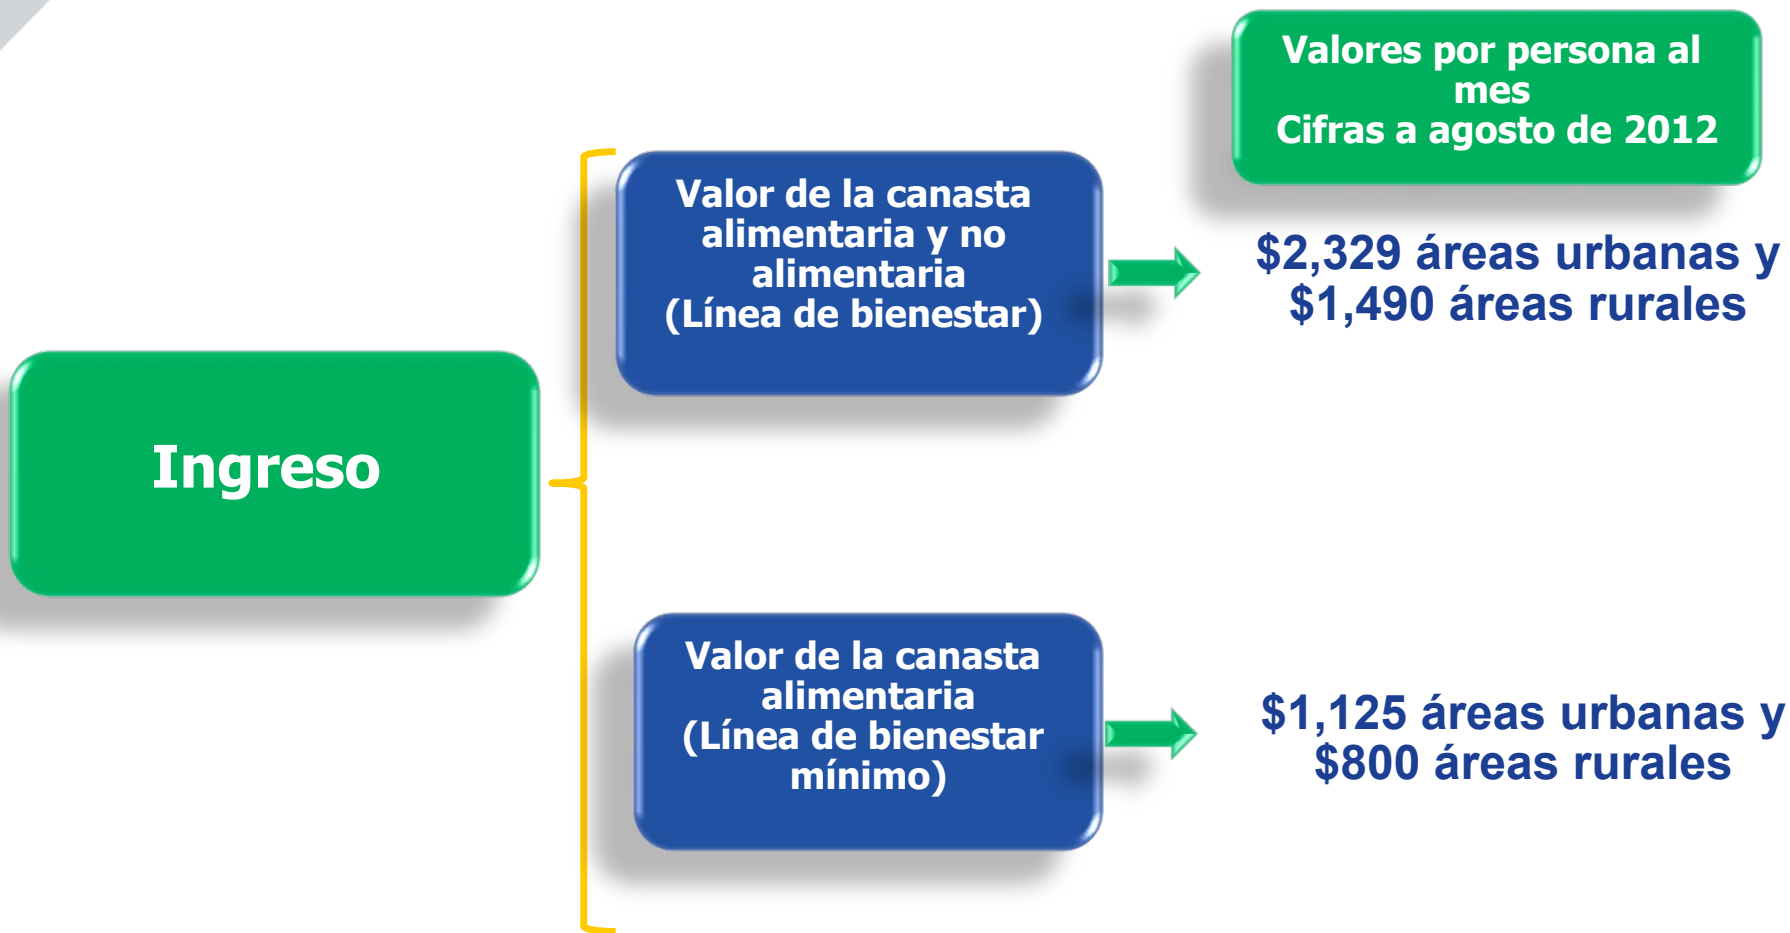 Valores por persona al
mes
Cifras a agosto de 2012
Valor de la canasta
alimentaria y no
alimentaria
(Línea de bienestar)
$2,329 áreas urbanas y
$1,490 áreas rurales
Ingreso
Valor de la canasta
alimentaria
(Línea de bienestar
mínimo)
$1,125 áreas urbanas y
$800 áreas rurales